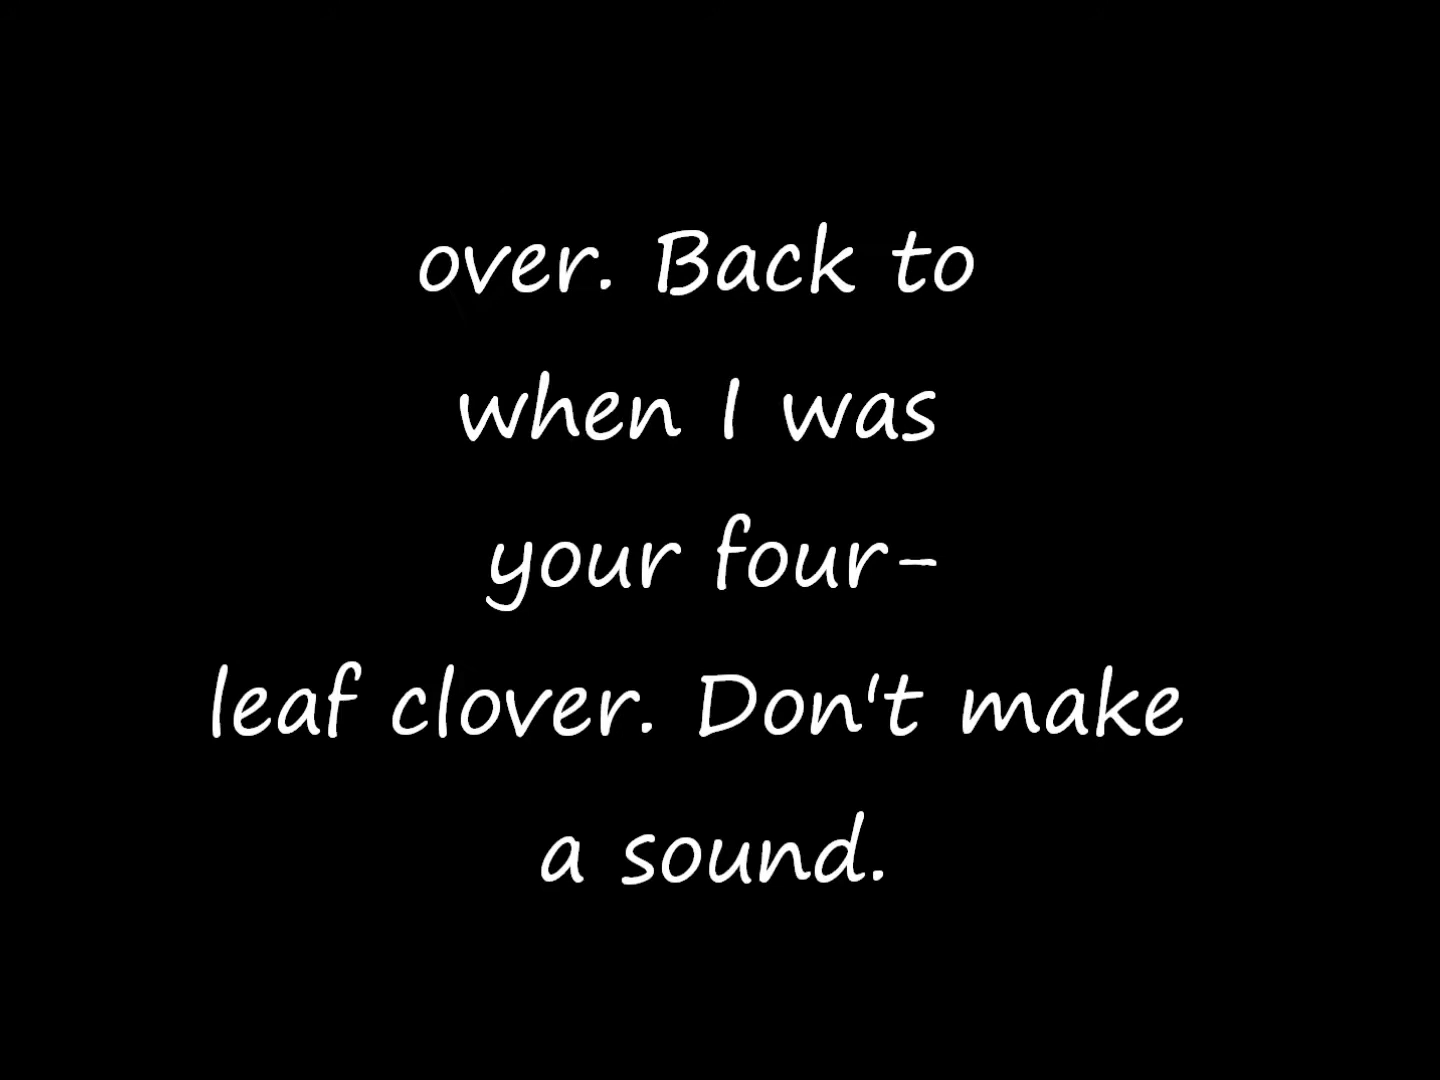 over. Back to
when I was
your four-
leaf clover. Don't make
a sound.